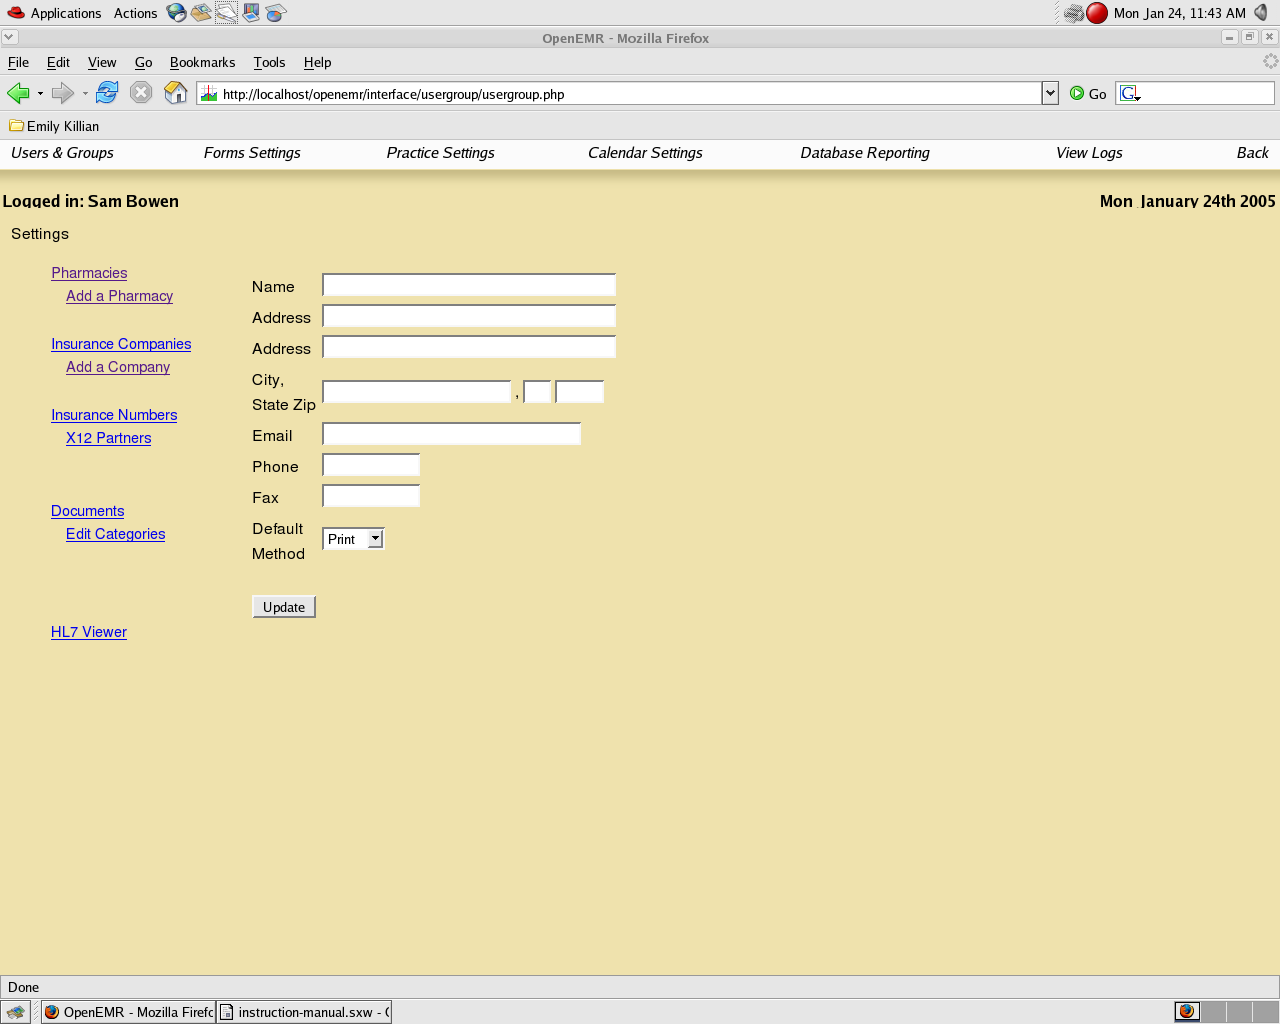 Applications Actions Mon Jan 24, 11:43 AM
OpenEMR - Mozilla Firefox
File Edit View Go Bookmarks Tools Help
http://localhost/openemr/interface/usergroup/usergroup.php Go G
Emily Killian
Users & Groups Forms Settings Practice Settings Calendar Settings Database Reporting View Logs Back
Logged in: Sam Bowen Mon January 24th 2005
Settings
Pharmacies
Add a Pharmacy
Insurance Companies
Add a Company
Insurance Numbers
X12 Partners
Documents
Edit Categories
HL7 Viewer
Name
Address
Address
City,
State Zip ,
Email
Phone
Fax
Default
Method Print
Update
Done
OpenEMR - Mozilla Firefo instruction-manual.sxw - O